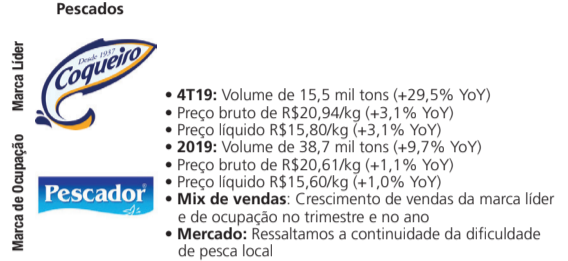 Pescados
Marca Líder
Desde 1937
Coqueiro
• 4T19: Volume de 15,5 mil tons (+29,5% YoY)
• Preço bruto de R$20,94/kg (+3,1% YoY)
Preço líquido R$15,80/kg (+3,1% YoY)
• 2019: Volume de 38,7 mil tons (+9,7% YoY)
• Preço bruto de R$20,61/kg (+1,1% YoY)
• Preço líquido R$15,60/kg (+1,0% YoY)
• Mix de vendas: Crescimento de vendas da marca líder
e de ocupação no trimestre e no ano
• Mercado: Ressaltamos a continuidade da dificuldade
de pesca local
Marca de Ocupação
Pescador